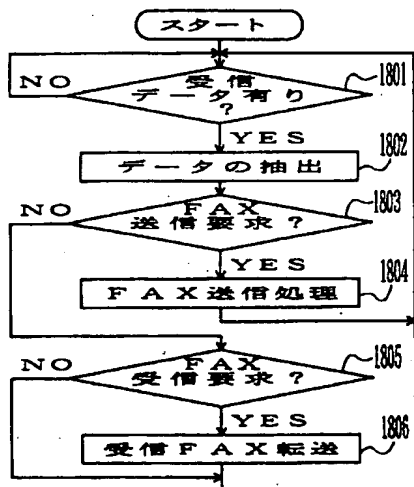 スタート
受信
データ有り
?
1801
NO
YES
データの抽出
1802
FAX
送信要求?
1803
NO
YES
FAX送信処理
1804
FAX
受信要求?
1805
NO
YES
受信FAX転送
1806